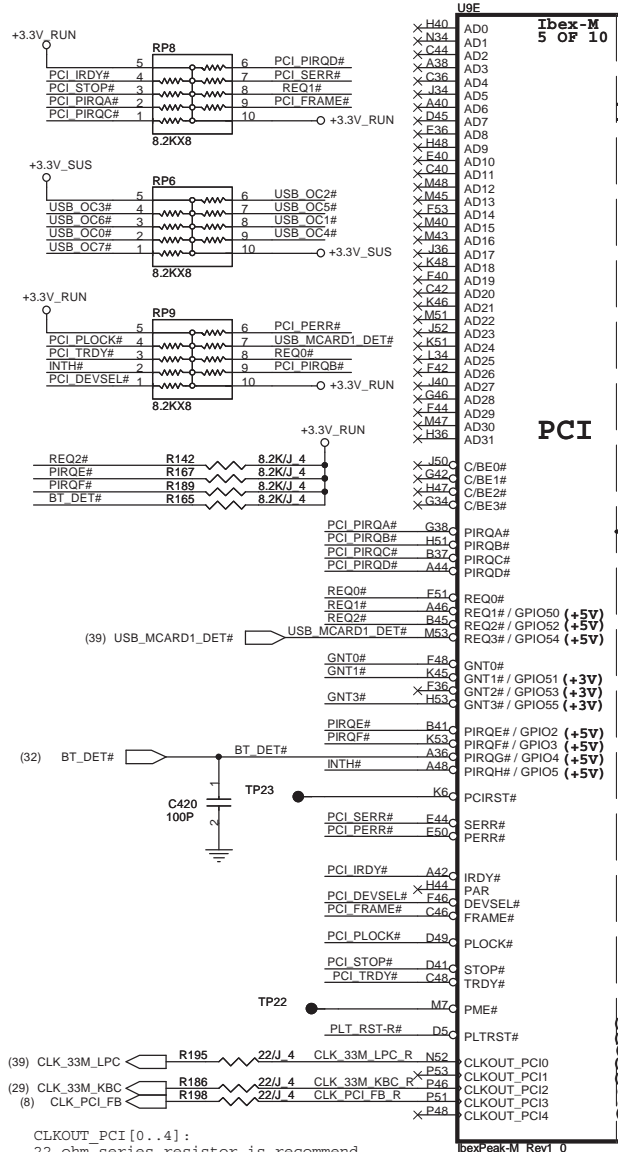 U9E
Ibex-M
5 OF 10
PCI
+3.3V_RUN
RP8
5 6 PCI_PIRQD#
PCI_IRDY# 4 7 PCI_SERR#
PCI_STOP# 3 8 REQ1#
PCI_PIRQA# 2 9 PCI_FRAME#
PCI_PIRQC# 1 10 +3.3V_RUN
8.2KX8
+3.3V_SUS
RP6
5 6 USB_OC2#
USB_OC3# 4 7 USB_OC5#
USB_OC6# 3 8 USB_OC1#
USB_OC0# 2 9 USB_OC4#
USB_OC7# 1 10 +3.3V_SUS
8.2KX8
+3.3V_RUN
RP9
5 6 PCI_PERR#
PCI_PLOCK# 4 7 USB_MCARD1_DET#
PCI_TRDY# 3 8 REQ0#
INTH# 2 9 PCI_PIRQB#
PCI_DEVSEL# 1 10 +3.3V_RUN
8.2KX8
+3.3V_RUN
REQ2# R142 8.2K/J_4
PIRQE# R167 8.2K/J_4
PIRQF# R189 8.2K/J_4
BT_DET# R165 8.2K/J_4
H40 AD0
N34 AD1
C44 AD2
A38 AD3
C36 AD4
J34 AD5
A40 AD6
D45 AD7
E36 AD8
H48 AD9
E40 AD10
C40 AD11
M48 AD12
M45 AD13
F53 AD14
M40 AD15
M43 AD16
J36 AD17
K48 AD18
F40 AD19
C42 AD20
K46 AD21
M51 AD22
J52 AD23
K51 AD24
L34 AD25
F42 AD26
J40 AD27
G46 AD28
F44 AD29
M47 AD30
H36 AD31
J50 C/BE0#
G42 C/BE1#
H47 C/BE2#
G34 C/BE3#
PCI_PIRQA# G38 PIRQA#
PCI_PIRQB# H51 PIRQB#
PCI_PIRQC# B37 PIRQC#
PCI_PIRQD# A44 PIRQD#
REQ0# F51 REQ0#
REQ1# A46 REQ1# / GPIO50 (+5V)
REQ2# B45 REQ2# / GPIO52 (+5V)
(39) USB_MCARD1_DET# USB_MCARD1_DET# M53 REQ3# / GPIO54 (+5V)
GNT0# F48 GNT0#
GNT1# K45 GNT1# / GPIO51 (+3V)
F36 GNT2# / GPIO53 (+3V)
GNT3# H53 GNT3# / GPIO55 (+3V)
PIRQE# B41 PIRQE# / GPIO2 (+5V)
PIRQF# K53 PIRQF# / GPIO3 (+5V)
(32) BT_DET# BT_DET# A36 PIRQG# / GPIO4 (+5V)
INTH# A48 PIRQH# / GPIO5 (+5V)
1
C420
100P
2
TP23 K6 PCIRST#
PCI_SERR# E44 SERR#
PCI_PERR# E50 PERR#
PCI_IRDY# A42 IRDY#
H44 PAR
PCI_DEVSEL# F46 DEVSEL#
PCI_FRAME# C46 FRAME#
PCI_PLOCK# D49 PLOCK#
PCI_STOP# D41 STOP#
PCI_TRDY# C48 TRDY#
TP22 M7 PME#
PLT_RST-R# D5 PLTRST#
(39) CLK_33M_LPC R195 22/J_4 CLK_33M_LPC_R N52 CLKOUT_PCI0
P53 CLKOUT_PCI1
(29) CLK_33M_KBC R186 22/J_4 CLK_33M_KBC_R P46 CLKOUT_PCI2
(8) CLK_PCI_FB R198 22/J_4 CLK_PCI_FB_R P51 CLKOUT_PCI3
P48 CLKOUT_PCI4
IbexPeak-M_Rev1_0
CLKOUT_PCI[0..4]:
22 ohm series resistor is recommend